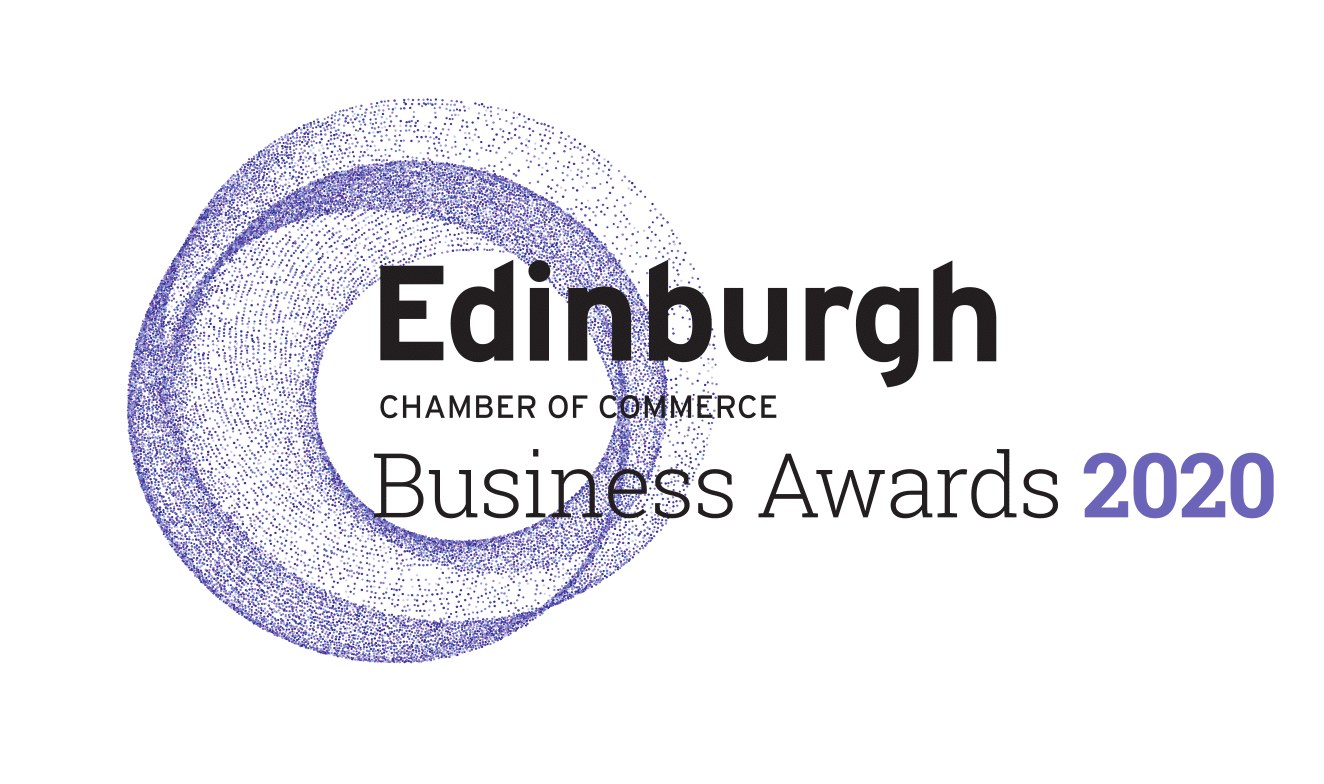 Edinburgh
CHAMBER OF COMMERCE
Business Awards 2020